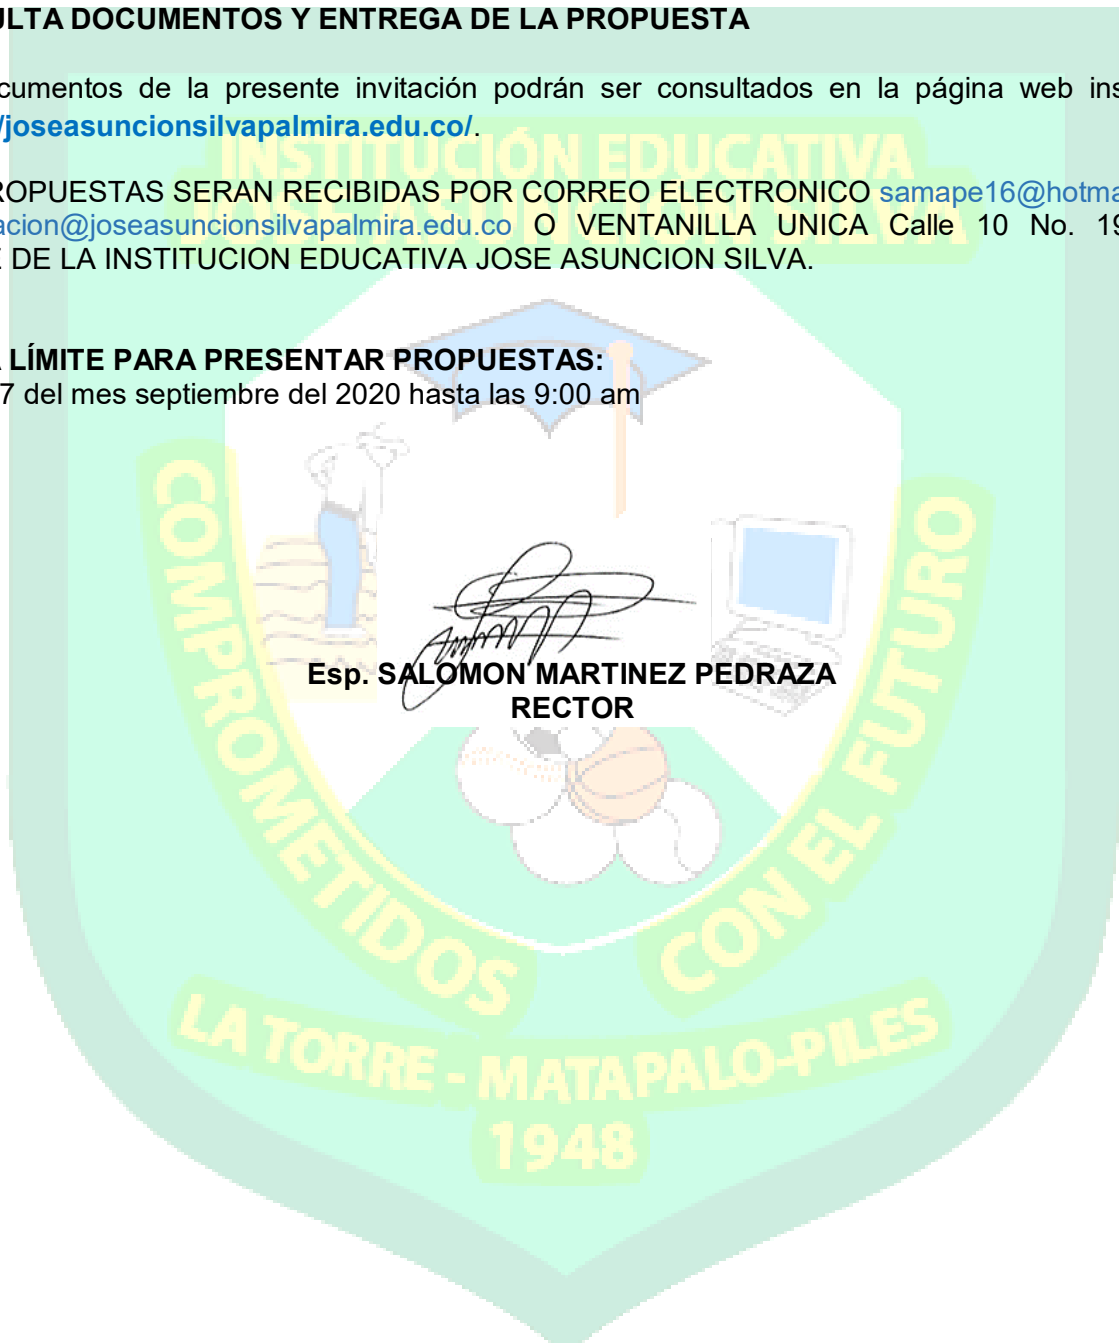 ULTA DOCUMENTOS Y ENTREGA DE LA PROPUESTA
cumentos de la presente invitación podrán ser consultados en la página web ins
/joseasuncionsilvapalmira.edu.co/.
INSTITUCIÓN EDUCATIVA
ROPUESTAS SERAN RECIBIDAS POR CORREO ELECTRONICO samape16@hotma
acion@joseasuncionsilvapalmira.edu.co O VENTANILLA UNICA Calle 10 No. 19
E DE LA INSTITUCION EDUCATIVA JOSE ASUNCION SILVA.
A LÍMITE PARA PRESENTAR PROPUESTAS:
7 del mes septiembre del 2020 hasta las 9:00 am
Esp. SALOMON MARTINEZ PEDRAZA
RECTOR
COMPROMETIDOS
CON EL FUTURO
LA TORRE - MATAPALO-PILES
1948